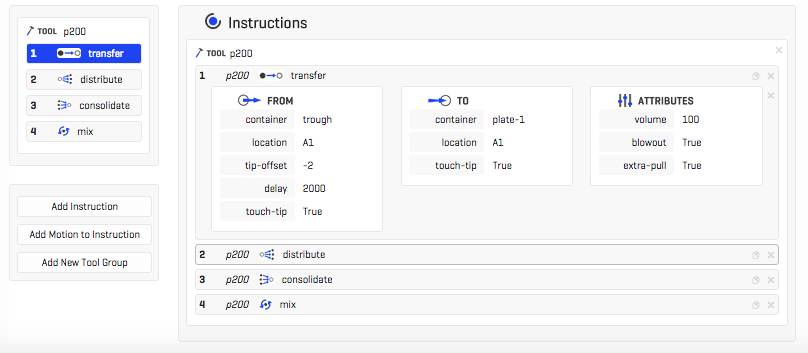 TOOL p200
1 transfer
2 distribute
3 consolidate
4 mix
Add Instruction
Add Motion to Instruction
Add New Tool Group
Instructions
TOOL p200
1 p200 transfer
FROM
container trough
location A1
tip-offset -2
delay 2000
touch-tip True
TO
container plate-1
location A1
touch-tip True
ATTRIBUTES
volume 100
blowout True
extra-pull True
2 p200 distribute
3 p200 consolidate
4 p200 mix